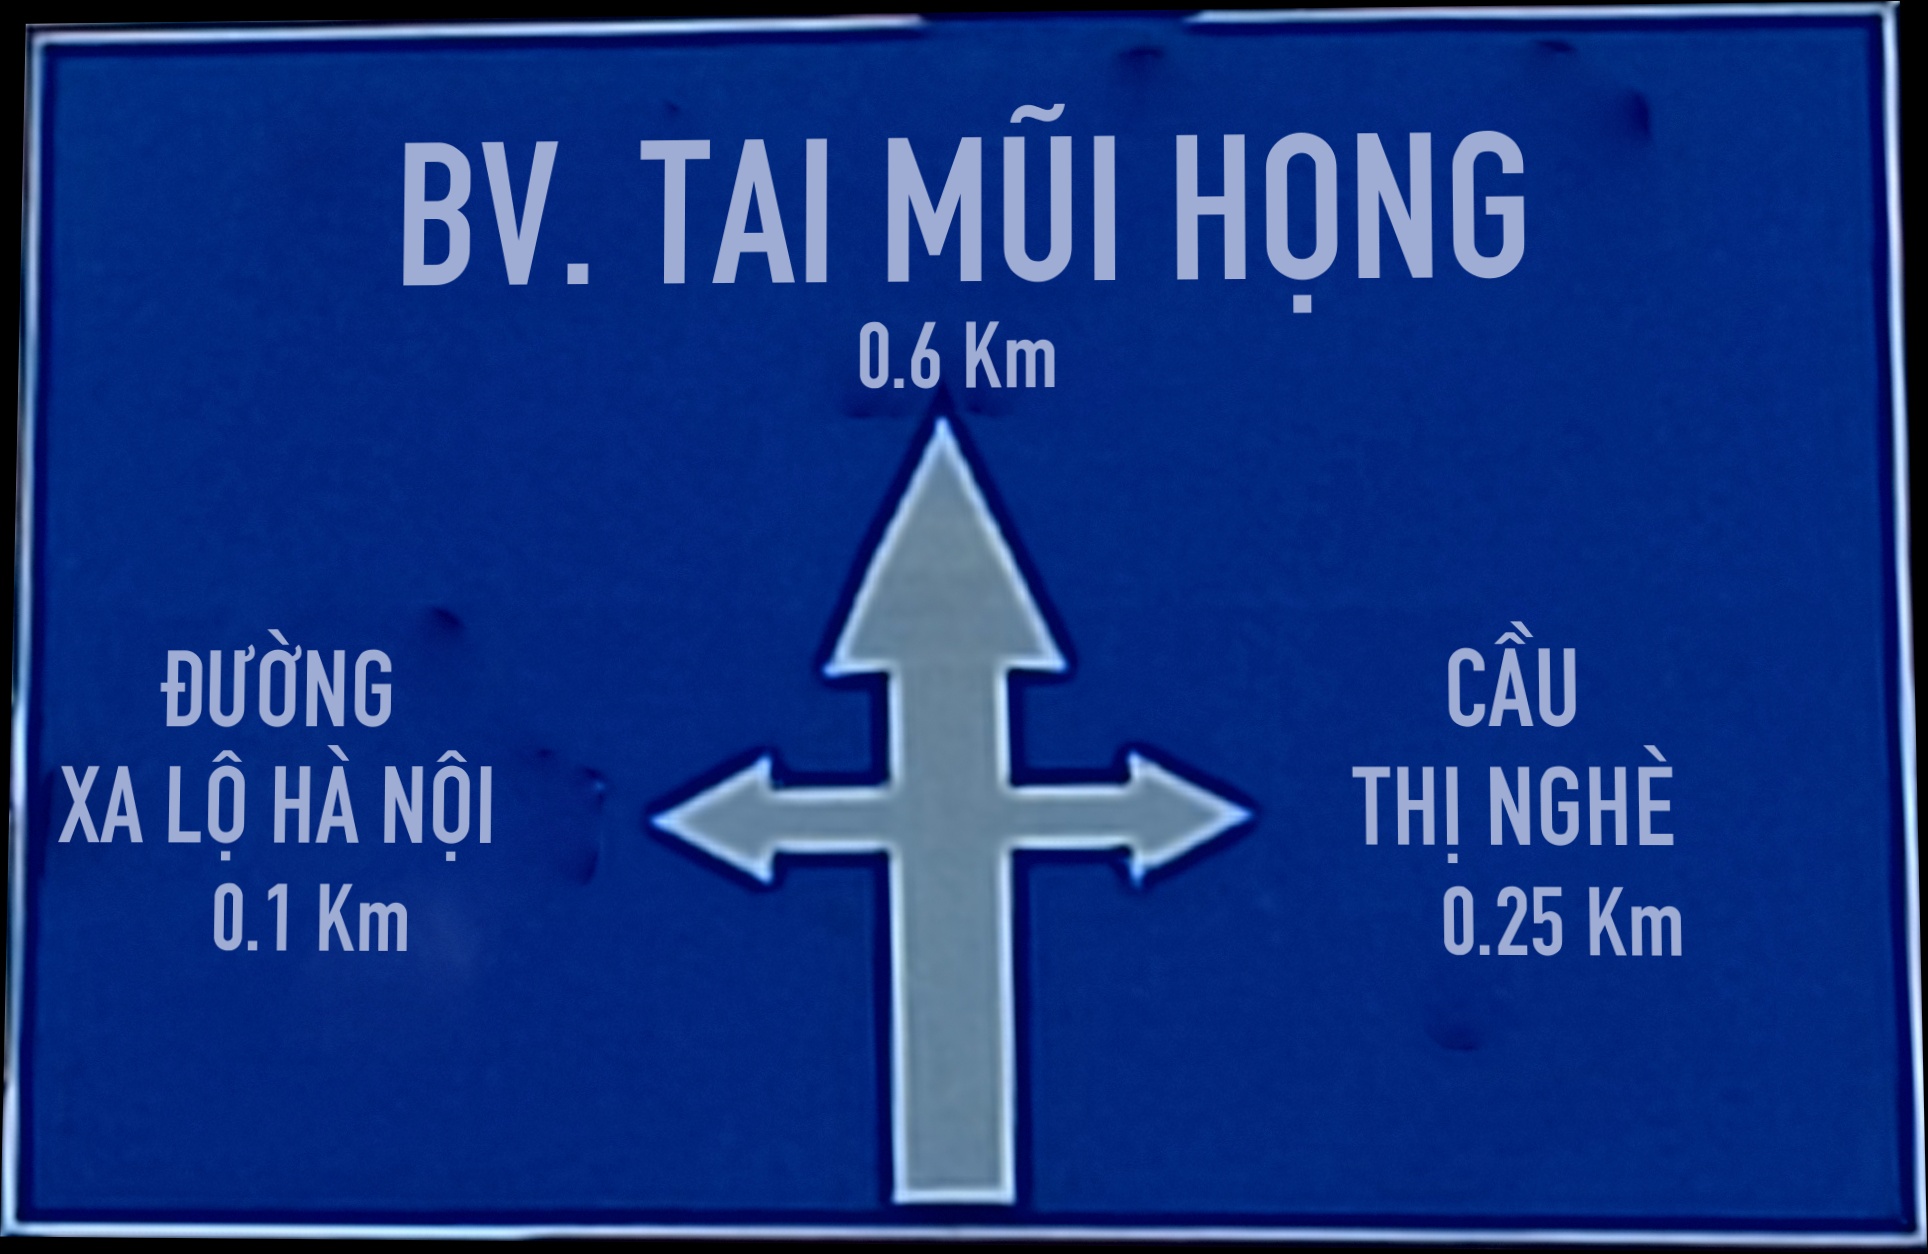 BV. TAI MŨI HỌNG
0.6 Km
ĐƯỜNG
XA LỘ HÀ NỘI
0.1 Km
CẦU
THỊ NGHÈ
0.25 Km